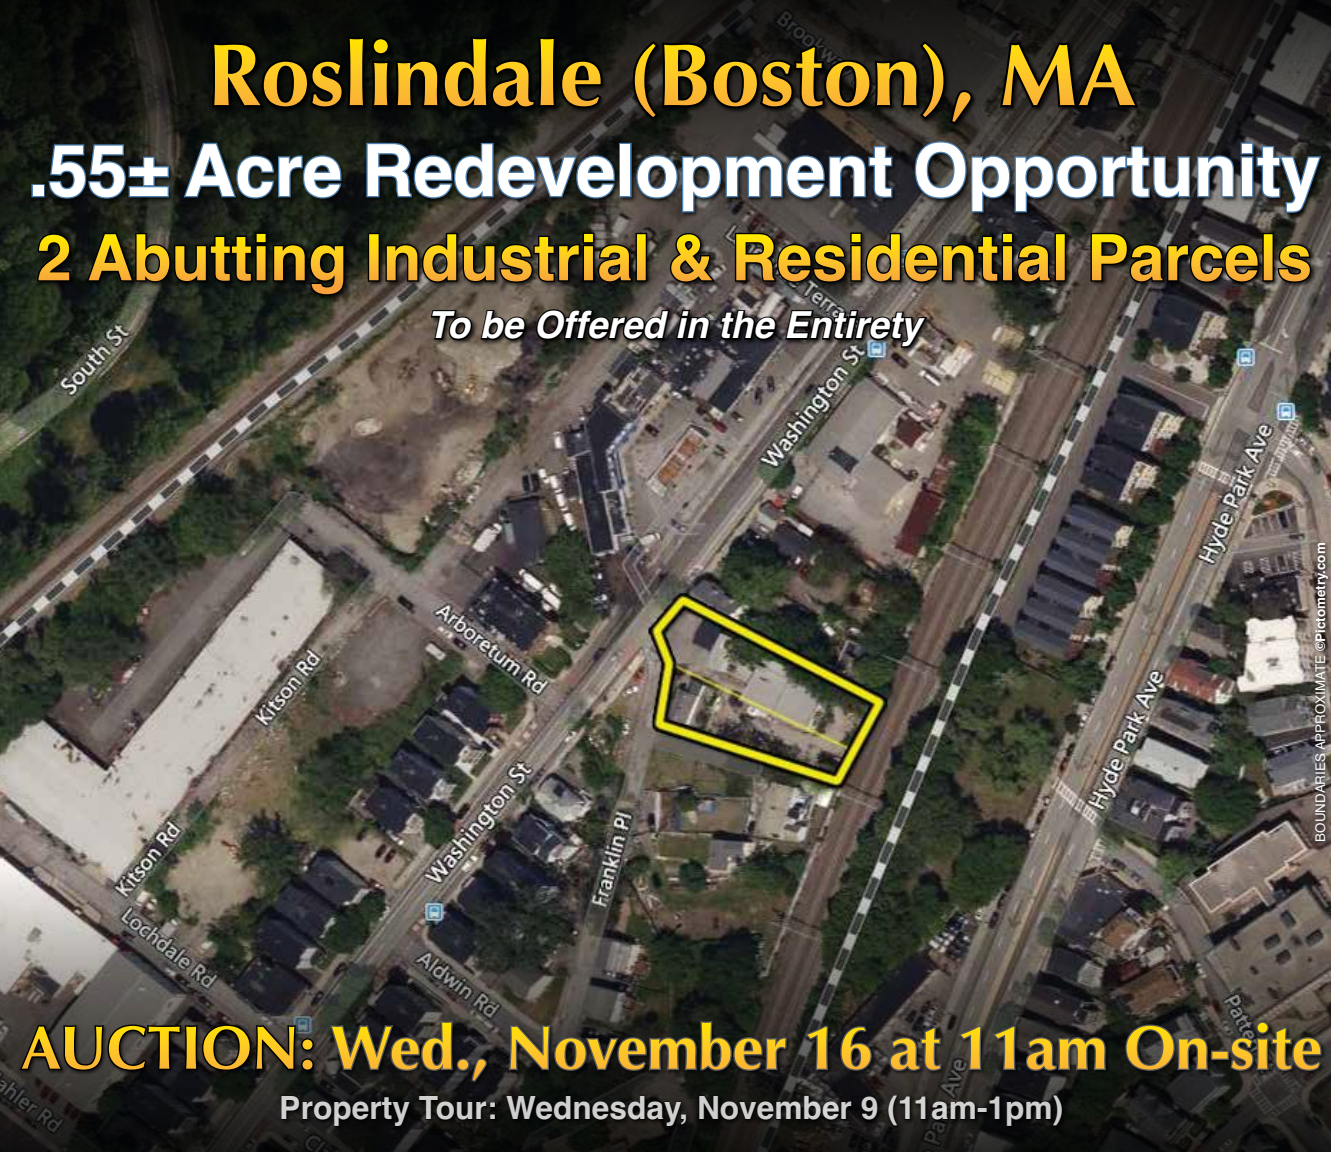 Roslindale (Boston), MA
.55± Acre Redevelopment Opportunity
2 Abutting Industrial & Residential Parcels
To be Offered in the Entirety
South St
Washington St
Hyde Park Ave
Arboretum Rd
Kitson Rd
Hyde Park Ave
Washington St
Franklin Pl
Kitson Rd
Lochdale Rd
Aldwin Rd
BOUNDARIES APPROXIMATE ©Pictometry.com
AUCTION: Wed., November 16 at 11am On-site
Property Tour: Wednesday, November 9 (11am-1pm)